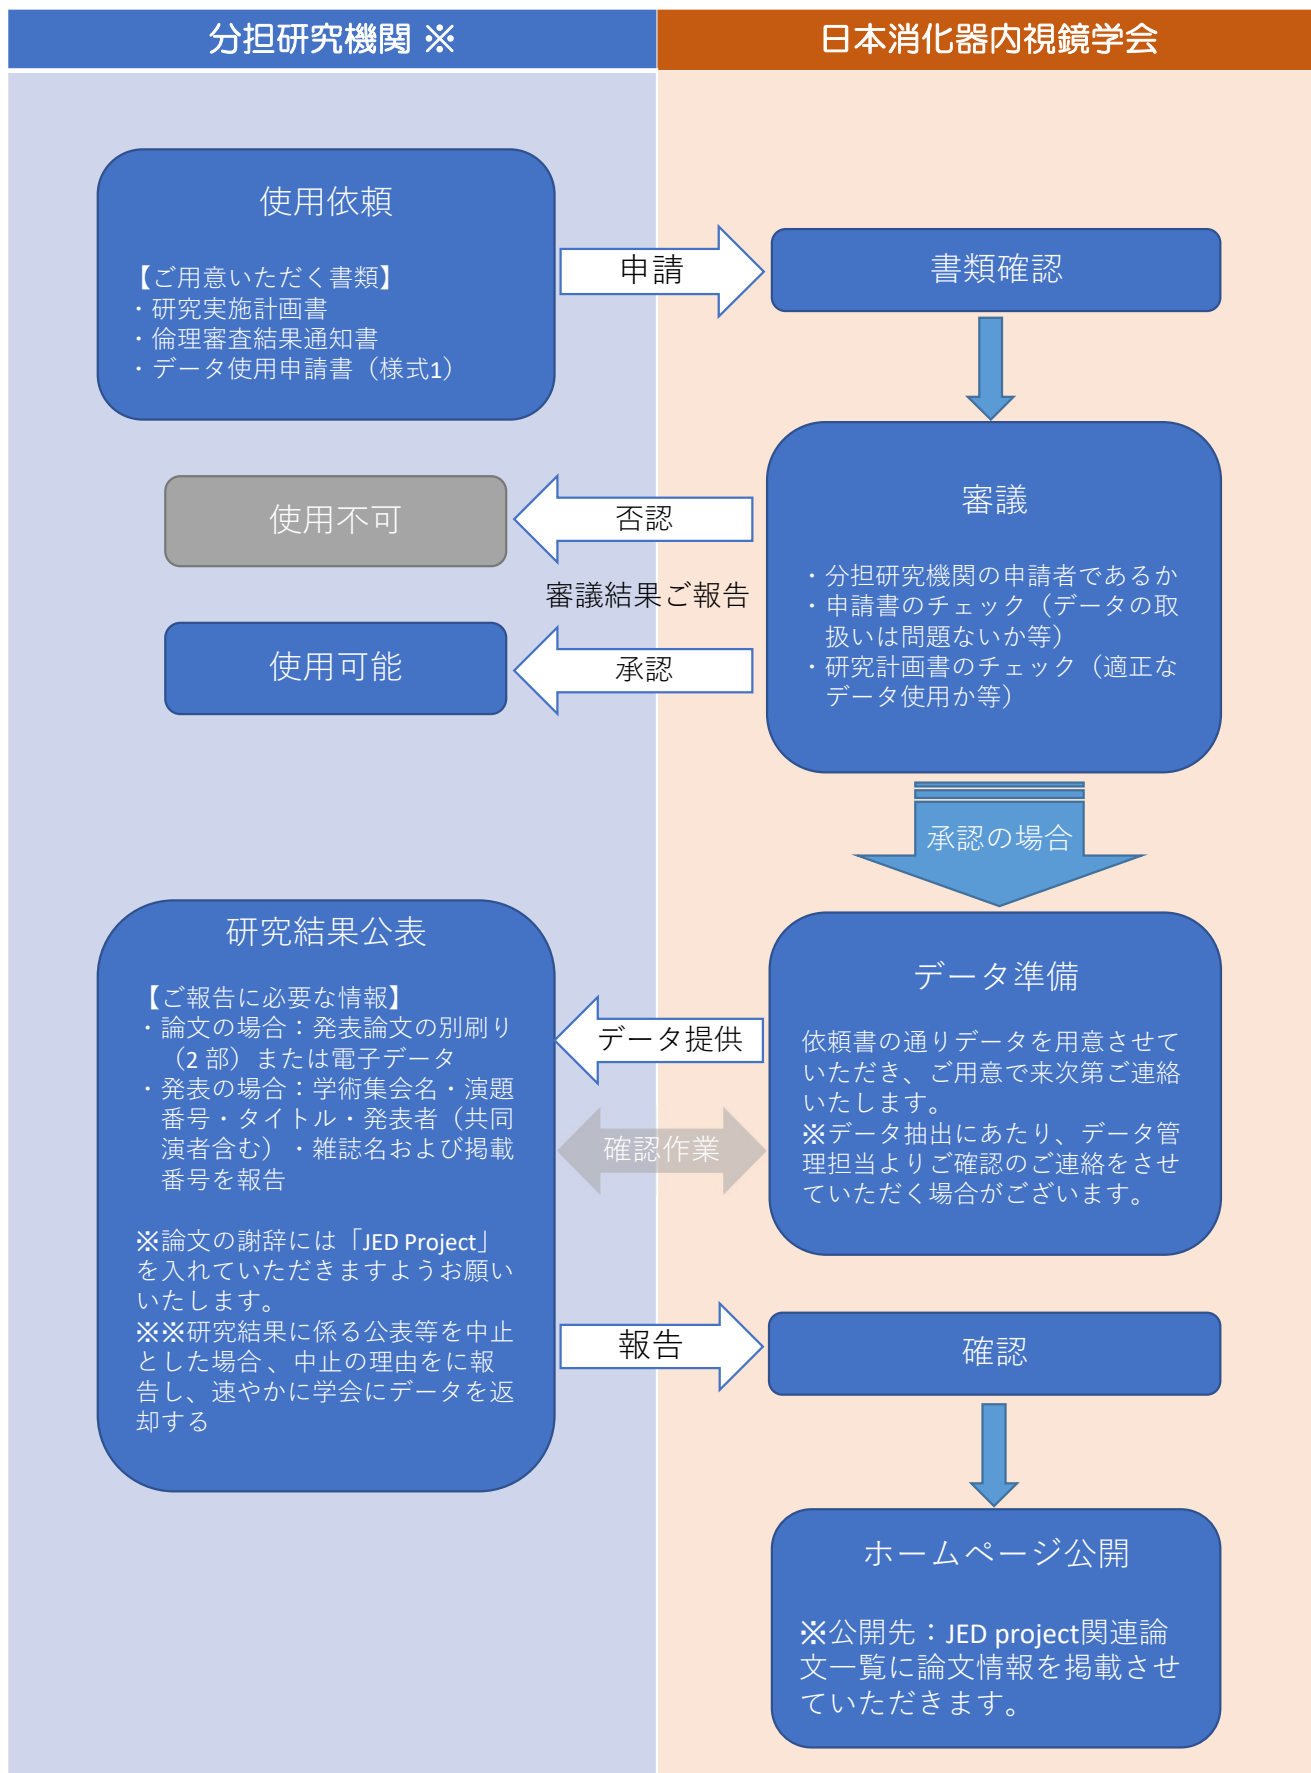 分担研究機関 ※
日本消化器内視鏡学会
使用依頼
【ご用意いただく書類】
・研究実施計画書
・倫理審査結果通知書
・データ使用申請書（様式1）
申請
書類確認
審議
・分担研究機関の申請者であるか
・申請書のチェック（データの取
扱いは問題ないか等）
・研究計画書のチェック（適正な
データ使用か等）
否認
使用不可
審議結果ご報告
承認
使用可能
承認の場合
データ準備
依頼書の通りデータを用意させて
いただき、ご用意で来次第ご連絡
いたします。
※データ抽出にあたり、データ管
理担当よりご確認のご連絡をさせ
ていただく場合がございます。
データ提供
確認作業
研究結果公表
【ご報告に必要な情報】
・論文の場合：発表論文の別刷り
（2 部）または電子データ
・発表の場合：学術集会名・演題
番号・タイトル・発表者（共同
演者含む）・雑誌名および掲載
番号を報告
※論文の謝辞には「JED Project」
を入れていただきますようお願い
いたします。
※※研究結果に係る公表等を中止
とした場合、中止の理由をに報
告し、速やかに学会にデータを返
却する
報告
確認
ホームページ公開
※公開先：JED project関連論
文一覧に論文情報を掲載させ
ていただきます。